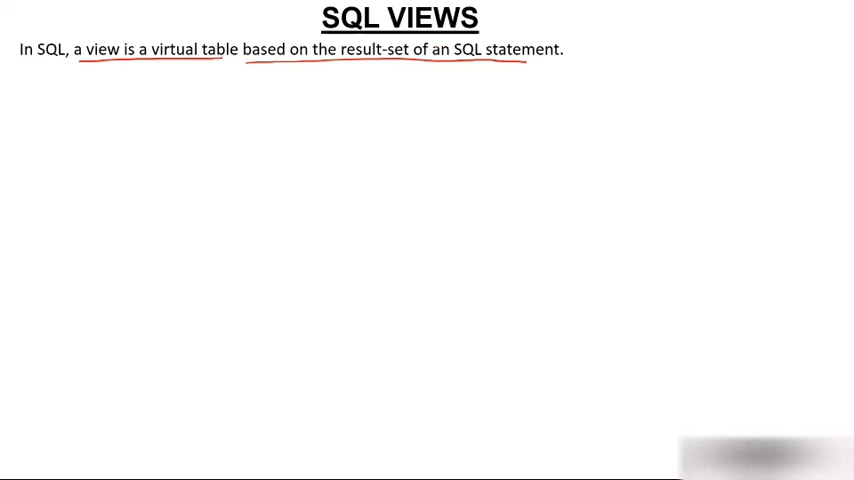 SQL VIEWS
In SQL, a view is a virtual table based on the result-set of an SQL statement.